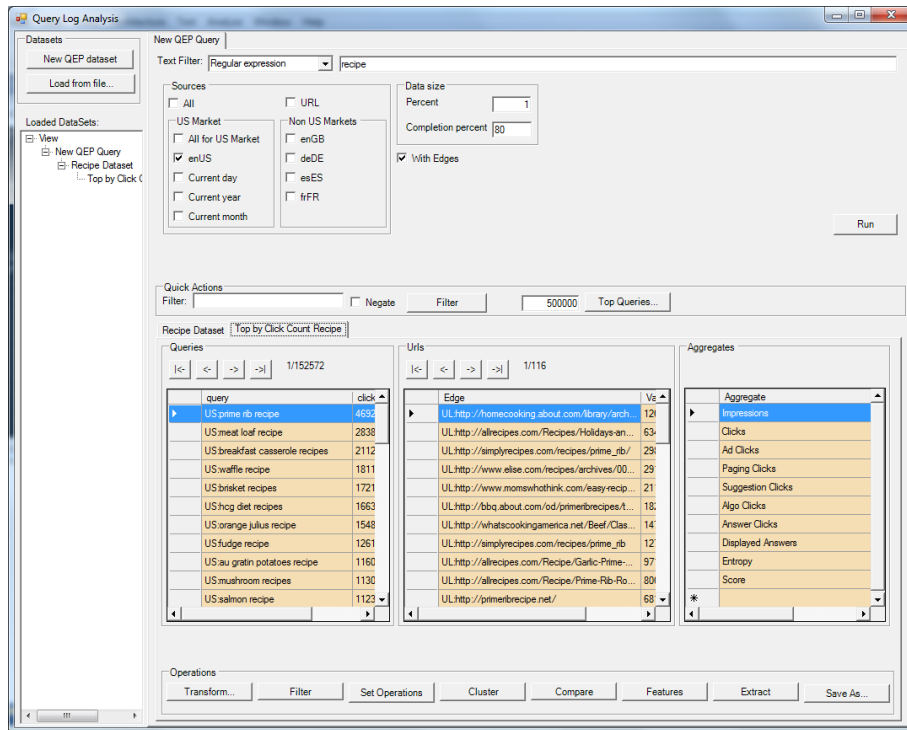 Query Log Analysis
Datasets
New QEP dataset
Load from file...
Loaded DataSets:
View
New QEP Query
Recipe Dataset
Top by Click C
New QEP Query
Text Filter: Regular expression recipe
Sources
All
URL
US Market
All for US Market
enUS
Current day
Current year
Current month
Non US Markets
enGB
deDE
esES
frFR
Data size
Percent 1
Completion percent 80
With Edges
Run
Quick Actions
Filter: Negate Filter 500000 Top Queries...
Recipe Dataset Top by Click Count Recipe
Queries
|<- <- -> ->| 1/152572
query click
US:prime rib recipe 4692
US:meat loaf recipe 2838
US:breakfast casserole recipes 2112
US:waffle recipe 1811
US:brisket recipes 1721
US:hcg diet recipes 1663
US:orange julius recipe 1548
US:fudge recipe 1261
US:au gratin potatoes recipe 1160
US:mushroom recipes 1130
US:salmon recipe 1123
Urls
|<- <- -> ->| 1/116
Edge Va
UL:http://homecooking.about.com/library/arch... 120
UL:http://allrecipes.com/Recipes/Holidays-an... 634
UL:http://simplyrecipes.com/recipes/prime_rib/ 298
UL:http://www.elise.com/recipes/archives/00... 291
UL:http://www.momswhothink.com/easy-recip... 211
UL:http://bbq.about.com/od/primeribrecipes/t... 182
UL:http://whatscookingamerica.net/Beef/Clas... 147
UL:http://simplyrecipes.com/recipes/prime_rib 127
UL:http://allrecipes.com/Recipe/Garlic-Prime-... 97
UL:http://allrecipes.com/Recipe/Prime-Rib-Ro... 800
UL:http://primeribrecipe.net/ 681
Aggregates
Aggregate
Impressions
Clicks
Ad Clicks
Paging Clicks
Suggestion Clicks
Algo Clicks
Answer Clicks
Displayed Answers
Entropy
Score
Operations
Transform... Filter Set Operations Cluster Compare Features Extract Save As...